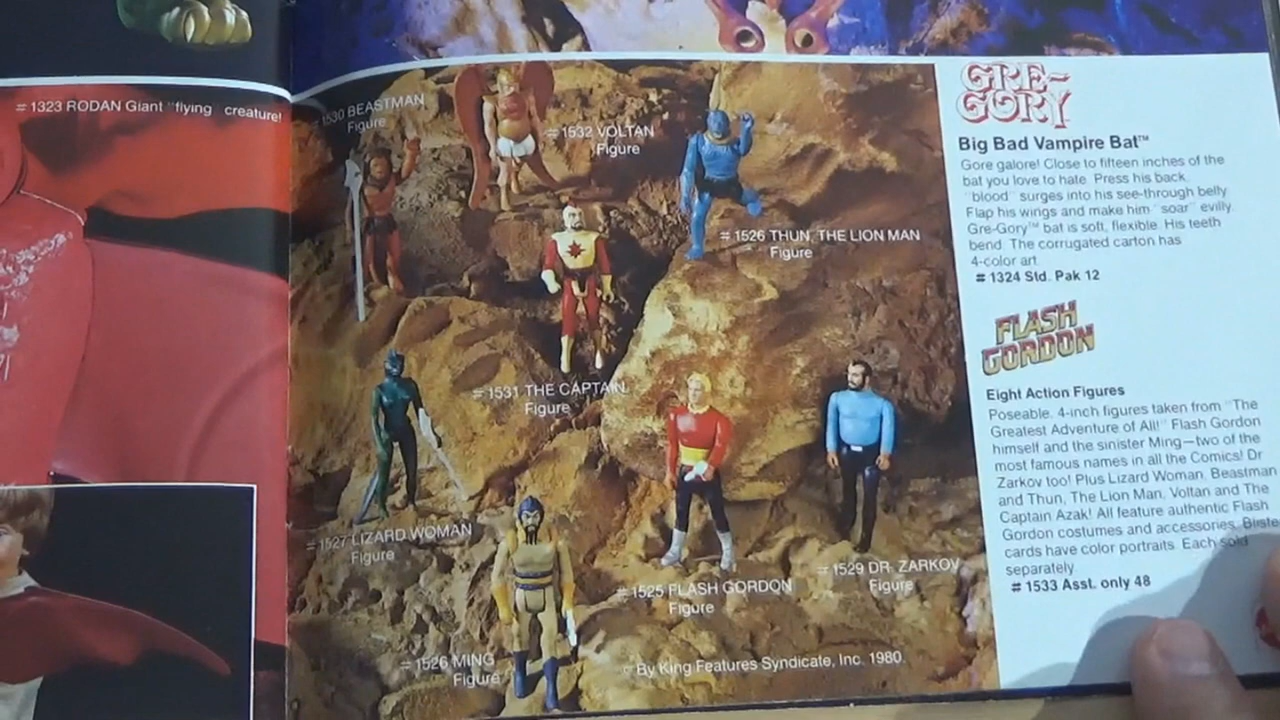 # 1323 RODAN Giant "flying creature!
1530 BEASTMAN
Figure
# 1532 VOLTAN
Figure
# 1526 THUN, THE LION MAN
Figure
# 1531 THE CAPTAIN
Figure
# 1527 LIZARD WOMAN
Figure
# 1525 FLASH GORDON
Figure
# 1529 DR. ZARKOV
Figure
# 1526 MING
Figure
© By King Features Syndicate, Inc. 1980.
GRE-
GORY
Big Bad Vampire Bat™
Gore galore! Close to fifteen inches of the
bat you love to hate. Press his back.
"blood" surges into his see-through belly.
Flap his wings and make him "soar" evilly.
Gre-Gory™ bat is soft, flexible. His teeth
bend. The corrugated carton has
4-color art.
# 1324 Std. Pak 12
FLASH
GORDON
Eight Action Figures
Poseable. 4-inch figures taken from "The
Greatest Adventure of All!" Flash Gordon
himself and the sinister Ming—two of the
most famous names in all the Comics! Dr
Zarkov too! Plus Lizard Woman, Beastman
and Thun, The Lion Man, Voltan and The
Captain Azak! All feature authentic Flash
Gordon costumes and accessories. Bliste
cards have color portraits. Each sold
separately.
# 1533 Asst. only 48